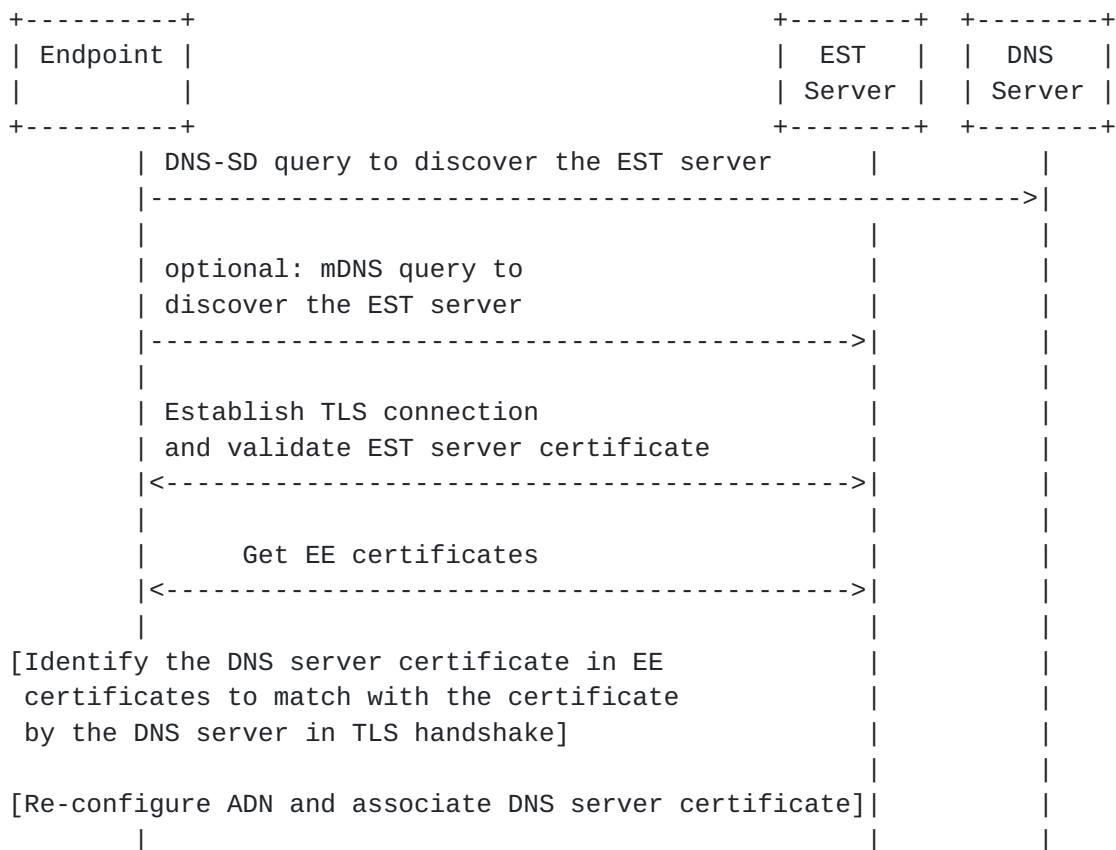 +----------+ +--------+ +--------+
| Endpoint | | EST | | DNS |
| | | Server | | Server |
+----------+ +--------+ +--------+
| DNS-SD query to discover the EST server | |
|-------------------------------------------------------->|
| | |
| optional: mDNS query to | |
| discover the EST server | |
|--------------------------------------------->| |
| | |
| Establish TLS connection | |
| and validate EST server certificate | |
|<-------------------------------------------->| |
| | |
| Get EE certificates | |
|<-------------------------------------------->| |
| | |
[Identify the DNS server certificate in EE | |
certificates to match with the certificate | |
by the DNS server in TLS handshake] | |
| |
[Re-configure ADN and associate DNS server certificate]| |
| | |